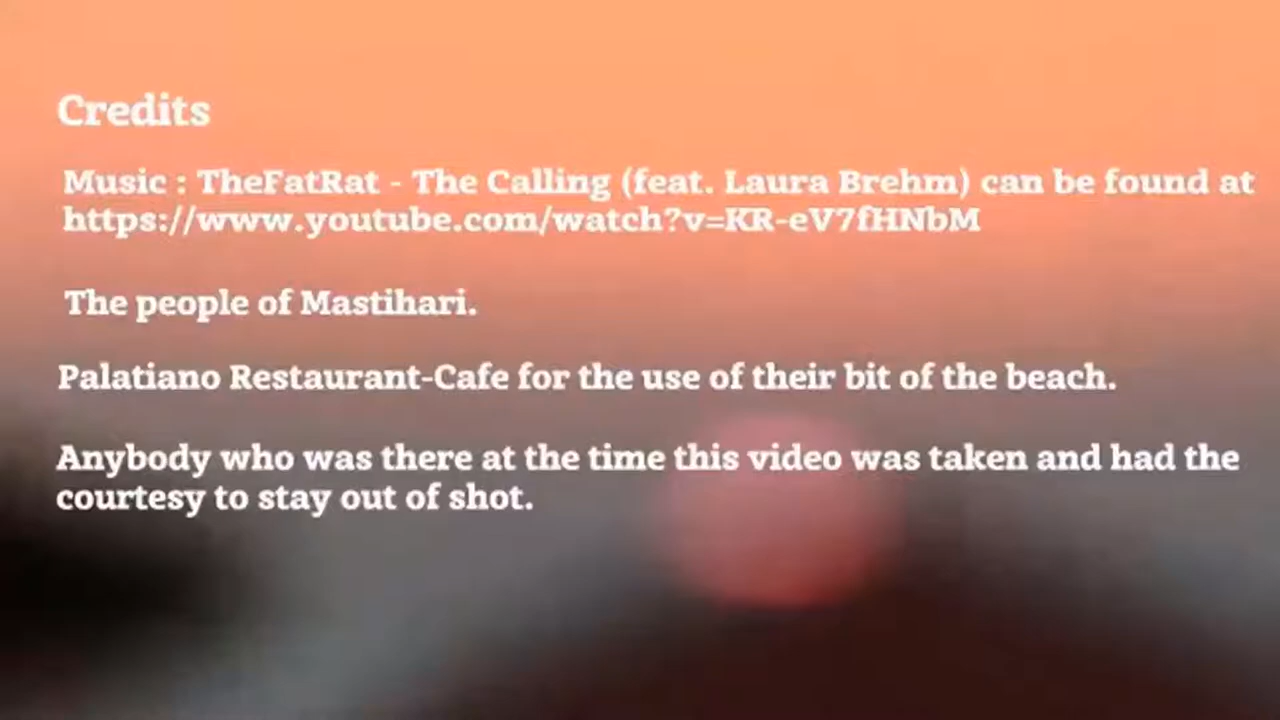 Credits
Music : TheFatRat - The Calling (feat. Laura Brehm) can be found at
https://www.youtube.com/watch?v=KR-eV7fHNbM
The people of Mastihari.
Palatiano Restaurant-Cafe for the use of their bit of the beach.
Anybody who was there at the time this video was taken and had the
courtesy to stay out of shot.